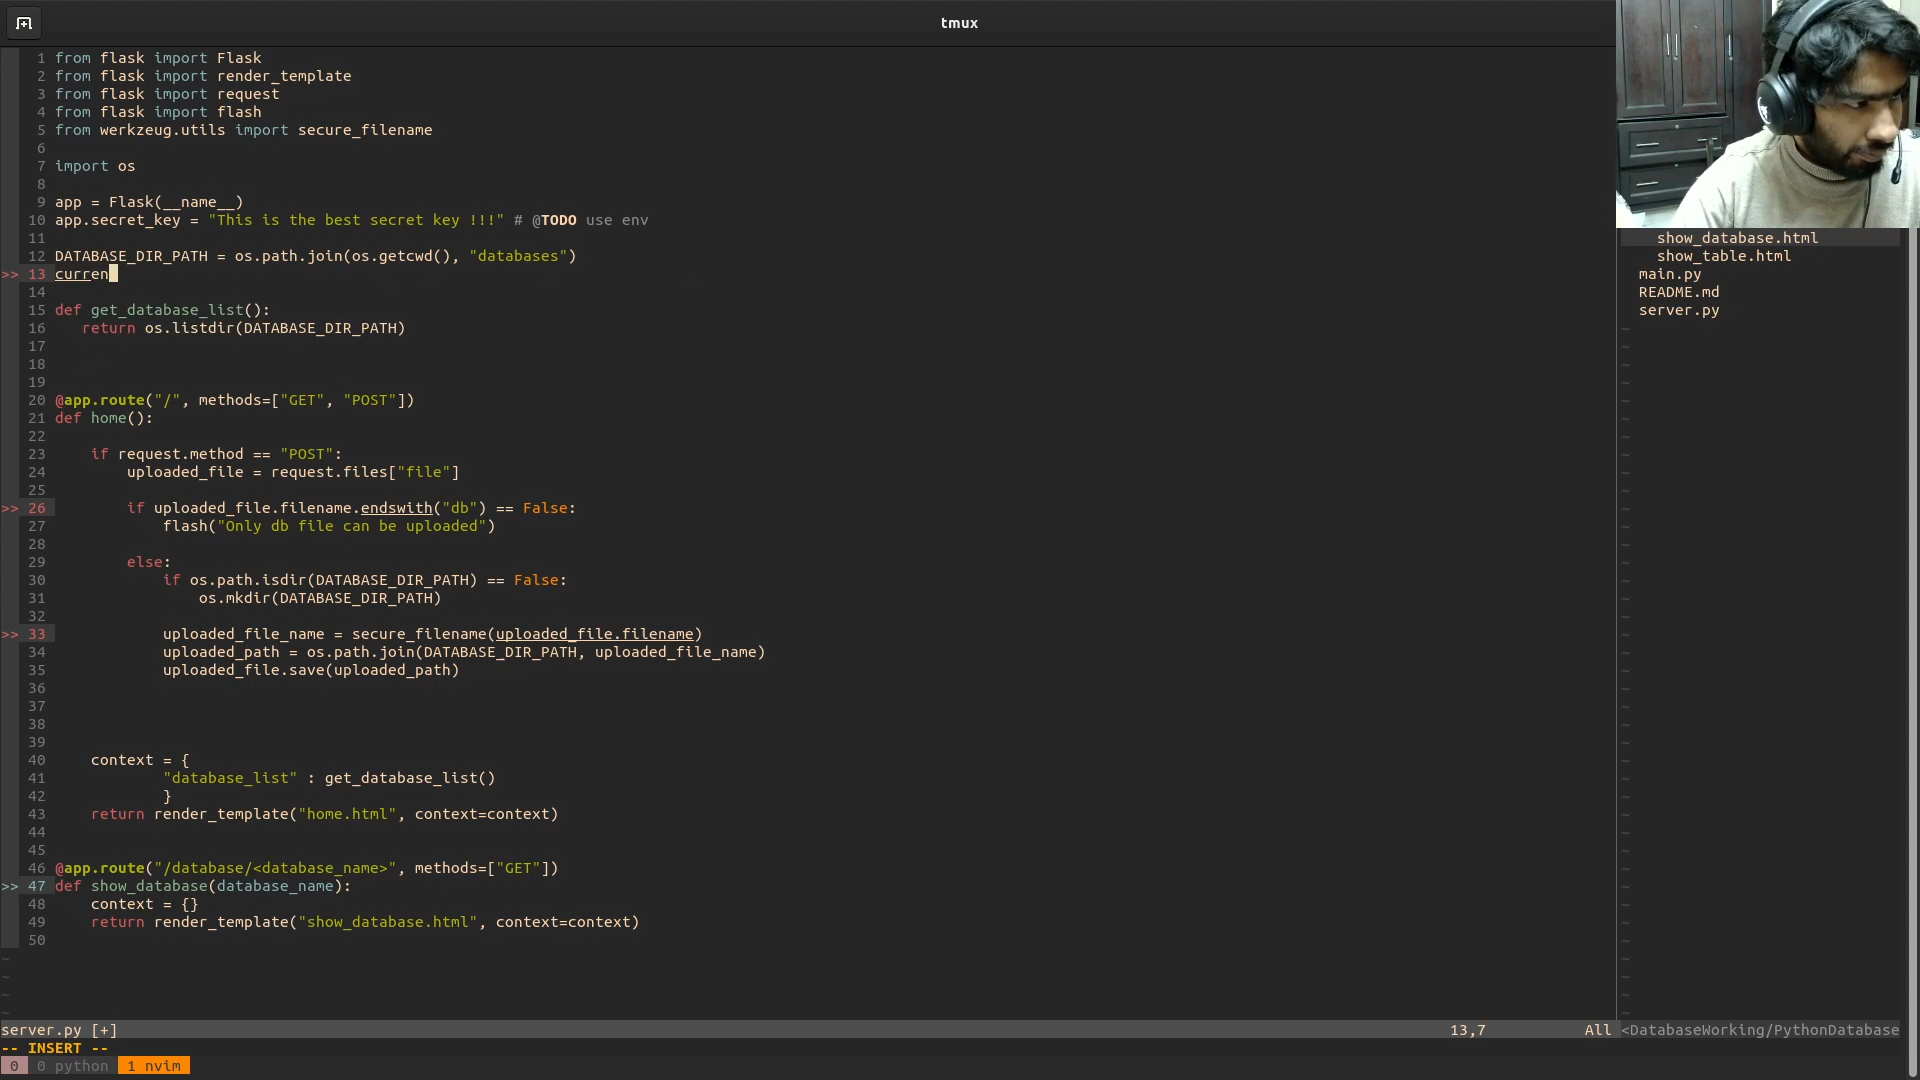 tmux
1 from flask import Flask
2 from flask import render_template
3 from flask import request
4 from flask import flash
5 from werkzeug.utils import secure_filename
6
7 import os
8
9 app = Flask(__name__)
10 app.secret_key = "This is the best secret key !!!" # @TODO use env
11
12 DATABASE_DIR_PATH = os.path.join(os.getcwd(), "databases")
>> 13 curren
14
15 def get_database_list():
16    return os.listdir(DATABASE_DIR_PATH)
17
18
19
20 @app.route("/", methods=["GET", "POST"])
21 def home():
22
23     if request.method == "POST":
24         uploaded_file = request.files["file"]
25
>> 26         if uploaded_file.filename.endswith("db") == False:
27             flash("Only db file can be uploaded")
28
29         else:
30             if os.path.isdir(DATABASE_DIR_PATH) == False:
31                 os.mkdir(DATABASE_DIR_PATH)
32
>> 33             uploaded_file_name = secure_filename(uploaded_file.filename)
34             uploaded_path = os.path.join(DATABASE_DIR_PATH, uploaded_file_name)
35             uploaded_file.save(uploaded_path)
36
37
38
39
40     context = {
41             "database_list" : get_database_list()
42             }
43     return render_template("home.html", context=context)
44
45
46 @app.route("/database/<database_name>", methods=["GET"])
>> 47 def show_database(database_name):
48     context = {}
49     return render_template("show_database.html", context=context)
50
~
~
~
~
show_database.html
show_table.html
main.py
README.md
server.py
server.py [+] 13,7 All <DatabaseWorking/PythonDatabase
-- INSERT --
0 0 python 1 nvim